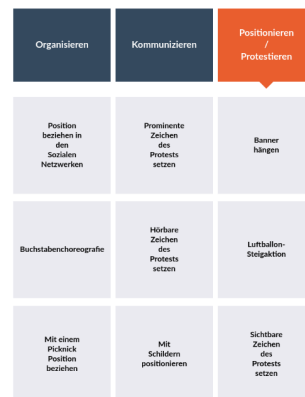 Organisieren
Kommunizieren
Positionieren
/
Protestieren
Position
beziehen in
den
Sozialen
Netzwerken
Prominente
Zeichen
des
Protests
setzen
Banner
hängen
Buchstabenchoreografie
Hörbare
Zeichen
des
Protests
setzen
Luftballon-
Steigaktion
Mit einem
Picknick
Position
beziehen
Mit
Schildern
positionieren
Sichtbare
Zeichen
des
Protests
setzen